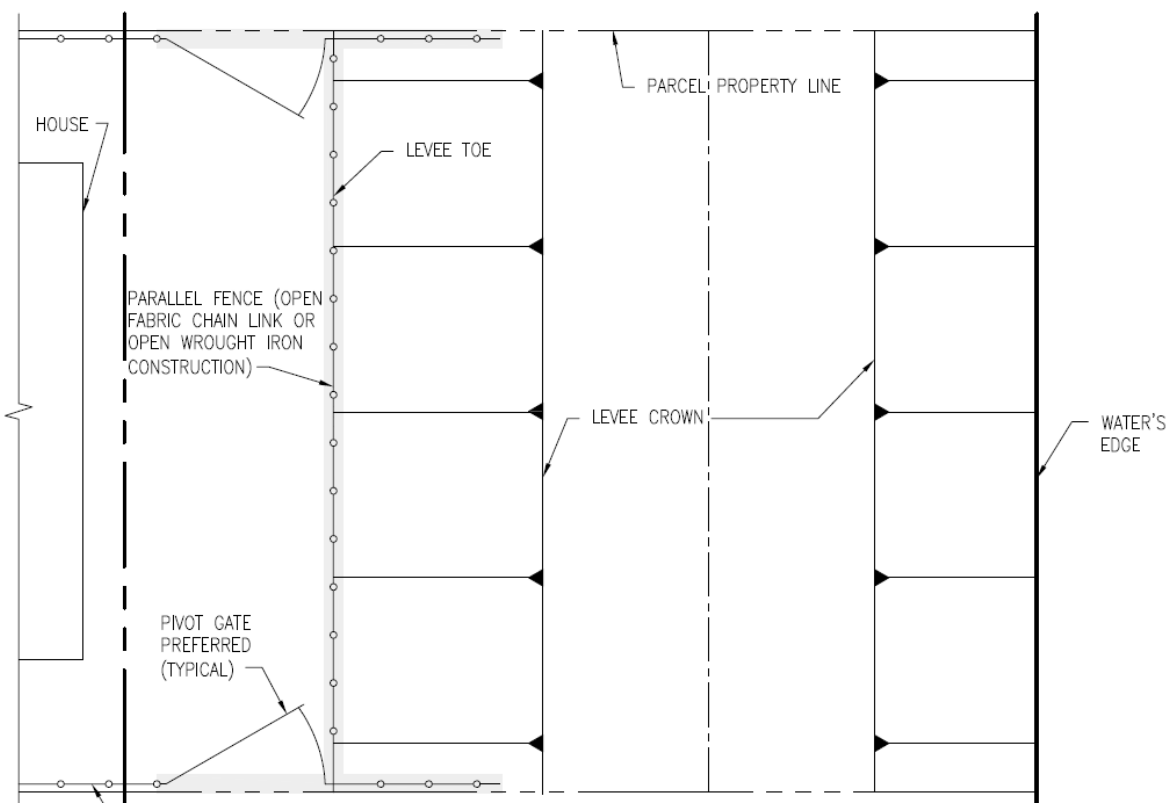 PARCEL PROPERTY LINE
HOUSE
LEVEE TOE
PARALLEL FENCE (OPEN
FABRIC CHAIN LINK OR
OPEN WROUGHT IRON
CONSTRUCTION)
LEVEE CROWN
WATER'S
EDGE
PIVOT GATE
PREFERRED
(TYPICAL)